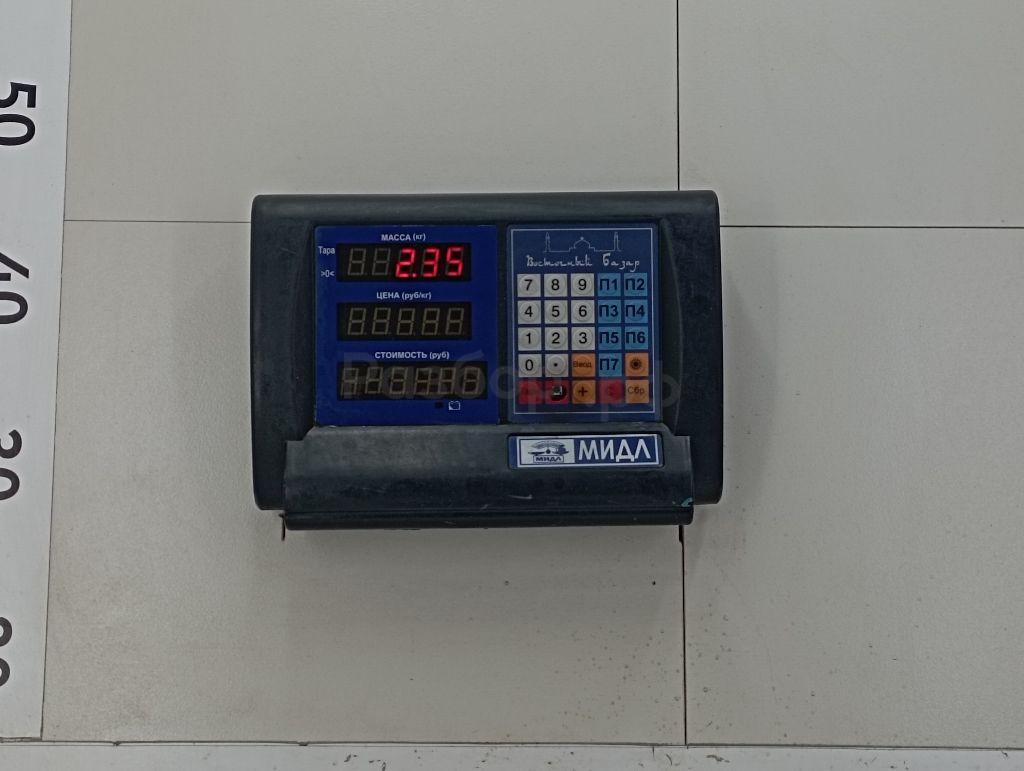 50
40
30
МАССА (кг)
Тара
>0<
2.35
ЦЕНА (руб/кг)
СТОИМОСТЬ (руб)
Восточный Базар
7 8 9 П1 П2
4 5 6 П3 П4
1 2 3 П5 П6
0 . Ввод П7
+ Сбр
МИДЛ
МИДЛ